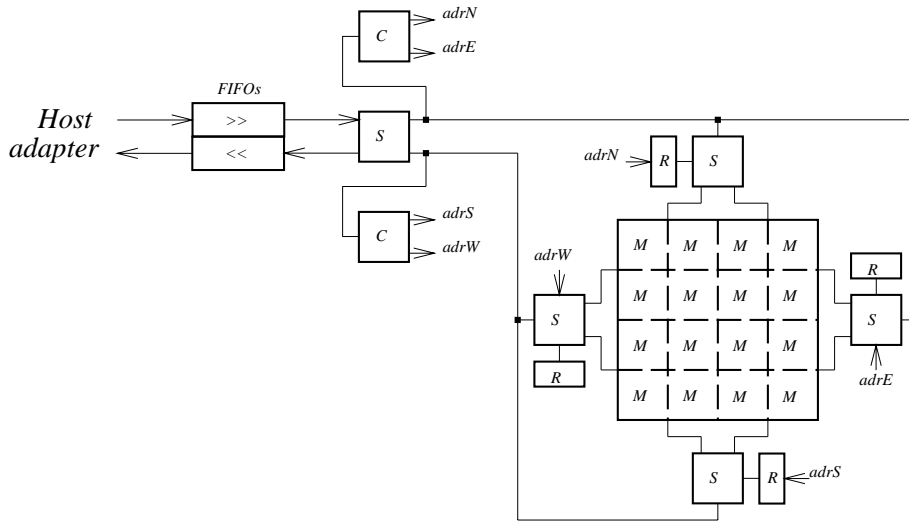 adrN
C
adrE
FIFOs
Host
adapter
>>
<<
S
adrN
R
S
adrS
C
adrW
M M M M
adrW
R
M M M M
S
S
M M M M
R
adrE
M M M M
S
R
adrS